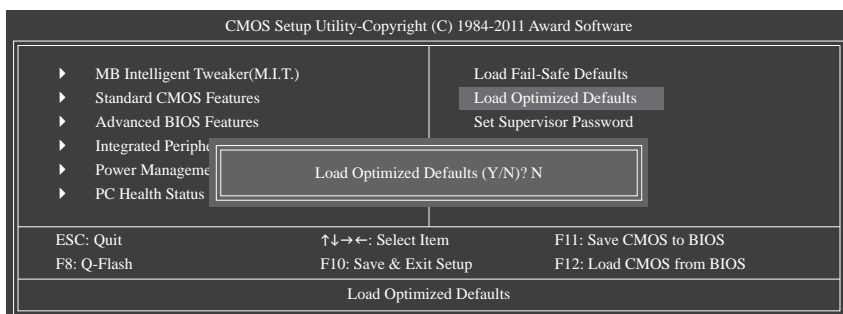 CMOS Setup Utility-Copyright (C) 1984-2011 Award Software
MB Intelligent Tweaker(M.I.T.)
Standard CMOS Features
Advanced BIOS Features
Integrated Periphe
Power Manageme
PC Health Status
Load Fail-Safe Defaults
Load Optimized Defaults
Set Supervisor Password
Load Optimized Defaults (Y/N)? N
ESC: Quit ↑↓→←: Select Item F11: Save CMOS to BIOS
F8: Q-Flash F10: Save & Exit Setup F12: Load CMOS from BIOS
Load Optimized Defaults